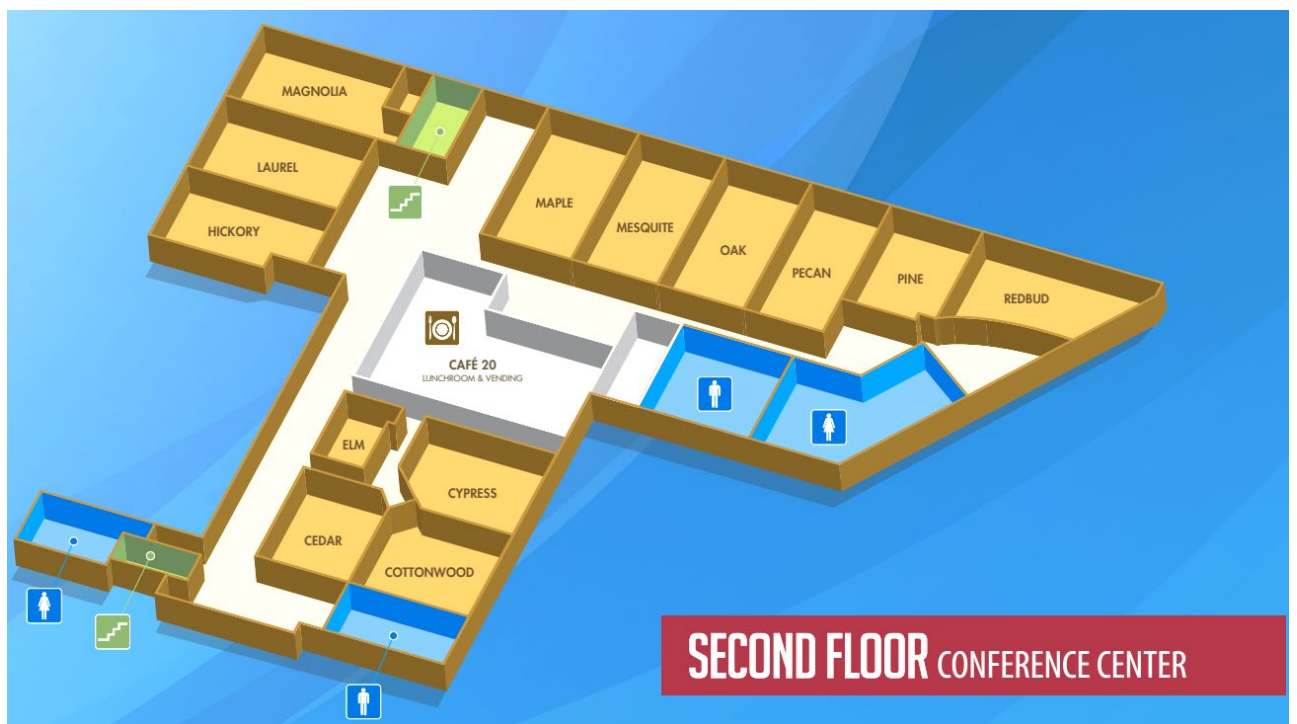 MAGNOLIA
LAUREL
HICKORY
MAPLE
MESQUITE
OAK
PECAN
PINE
REDBUD
CAFÉ 20
LUNCHROOM & VENDING
ELM
CYPRESS
CEDAR
COTTONWOOD
SECOND FLOOR CONFERENCE CENTER